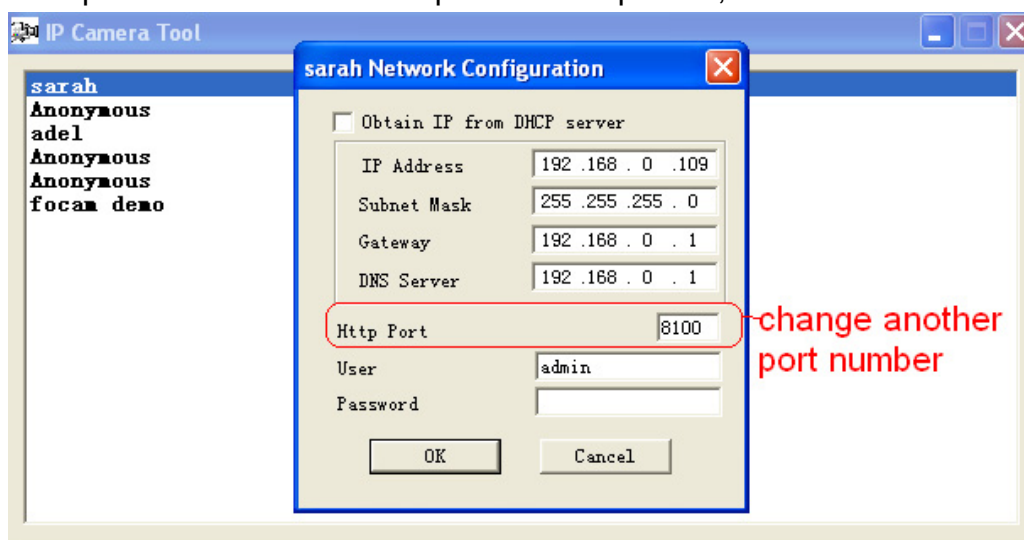 IP Camera Tool
sarah Network Configuration
sarah
Anonymous
adel
Anonymous
Anonymous
focam demo
Obtain IP from DHCP server
IP Address 192 .168 . 0 .109
Subnet Mask 255 .255 .255 . 0
Gateway 192 .168 . 0 . 1
DNS Server 192 .168 . 0 . 1
Http Port 8100
change another
port number
User admin
Password
OK Cancel